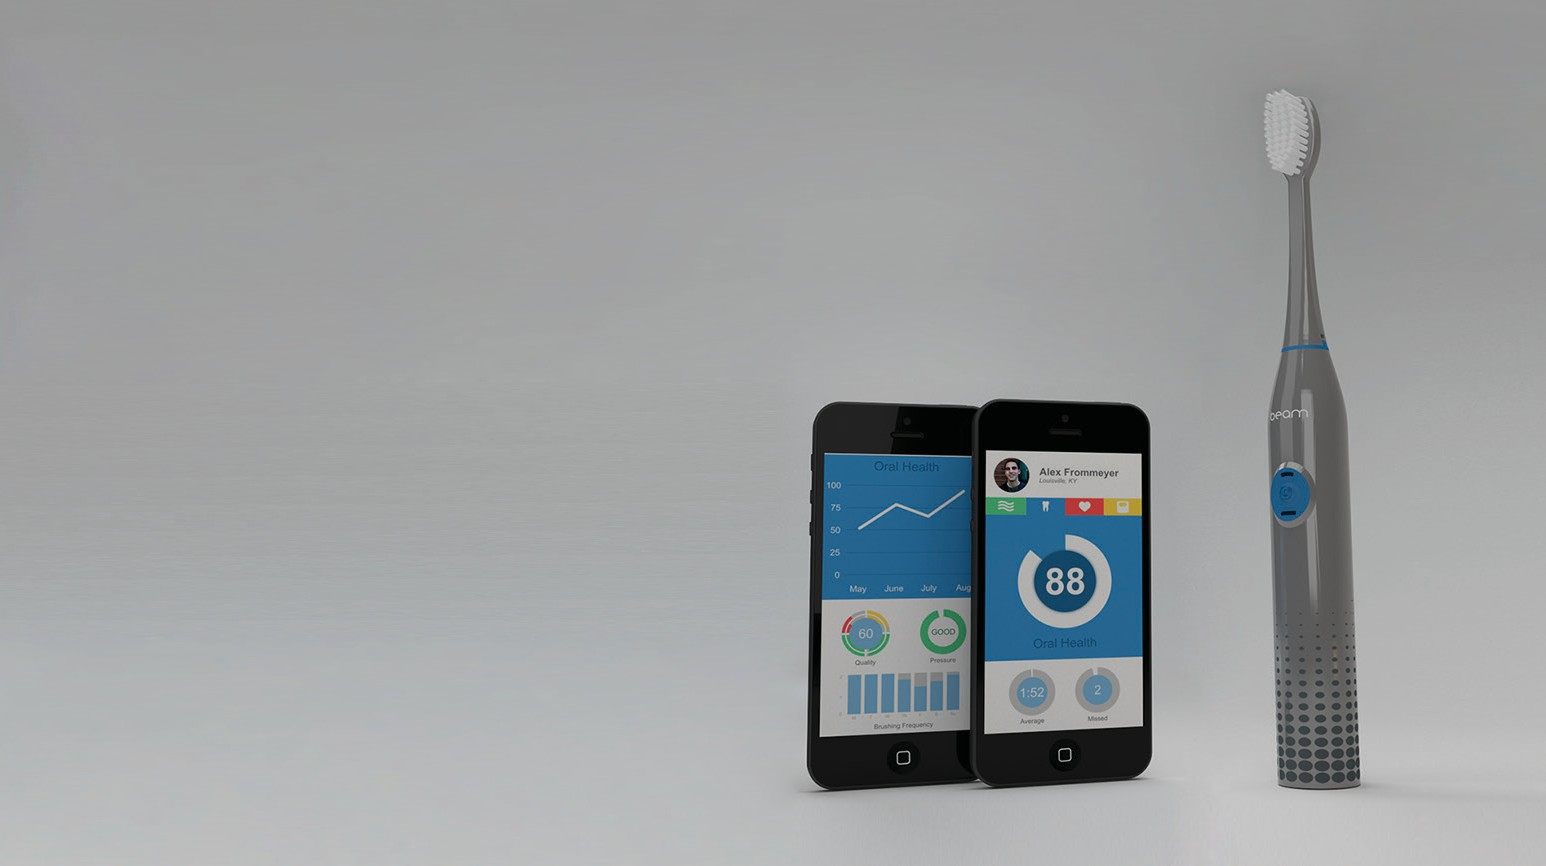 Oral Health
100
75
50
25
0
May June July Aug
60
GOOD
Quality
Pressure
Brushing Frequency
Alex Frommeyer
Louisville, KY
88
Oral Health
1:52
2
Average
Missed
beam